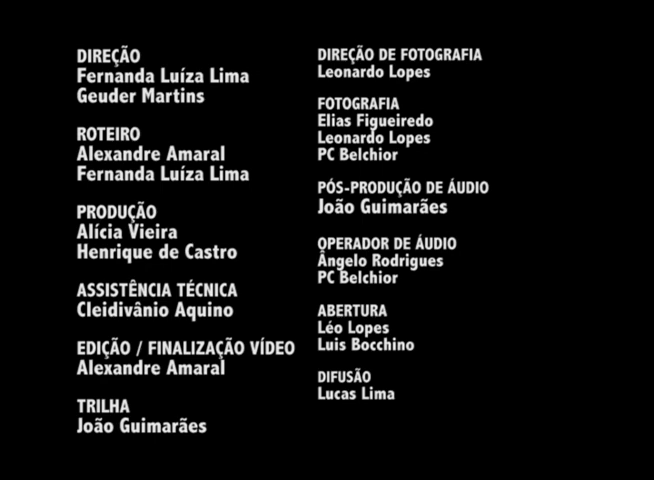 DIREÇÃO
Fernanda Luíza Lima
Geuder Martins
ROTEIRO
Alexandre Amaral
Fernanda Luíza Lima
PRODUÇÃO
Alícia Vieira
Henrique de Castro
ASSISTÊNCIA TÉCNICA
Cleidivânio Aquino
EDIÇÃO / FINALIZAÇÃO VÍDEO
Alexandre Amaral
TRILHA
João Guimarães
DIREÇÃO DE FOTOGRAFIA
Leonardo Lopes
FOTOGRAFIA
Elias Figueiredo
Leonardo Lopes
PC Belchior
PÓS-PRODUÇÃO DE ÁUDIO
João Guimarães
OPERADOR DE ÁUDIO
Ângelo Rodrigues
PC Belchior
ABERTURA
Léo Lopes
Luis Bocchino
DIFUSÃO
Lucas Lima